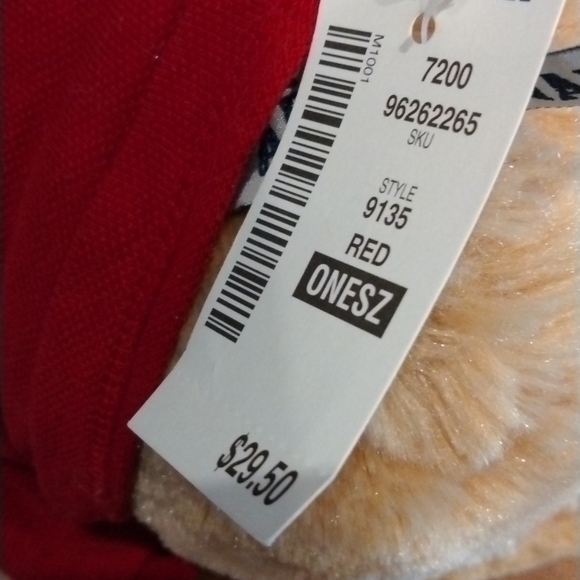 M1001
7200
96262265
SKU
STYLE
9135
RED
ONESZ
$29.50